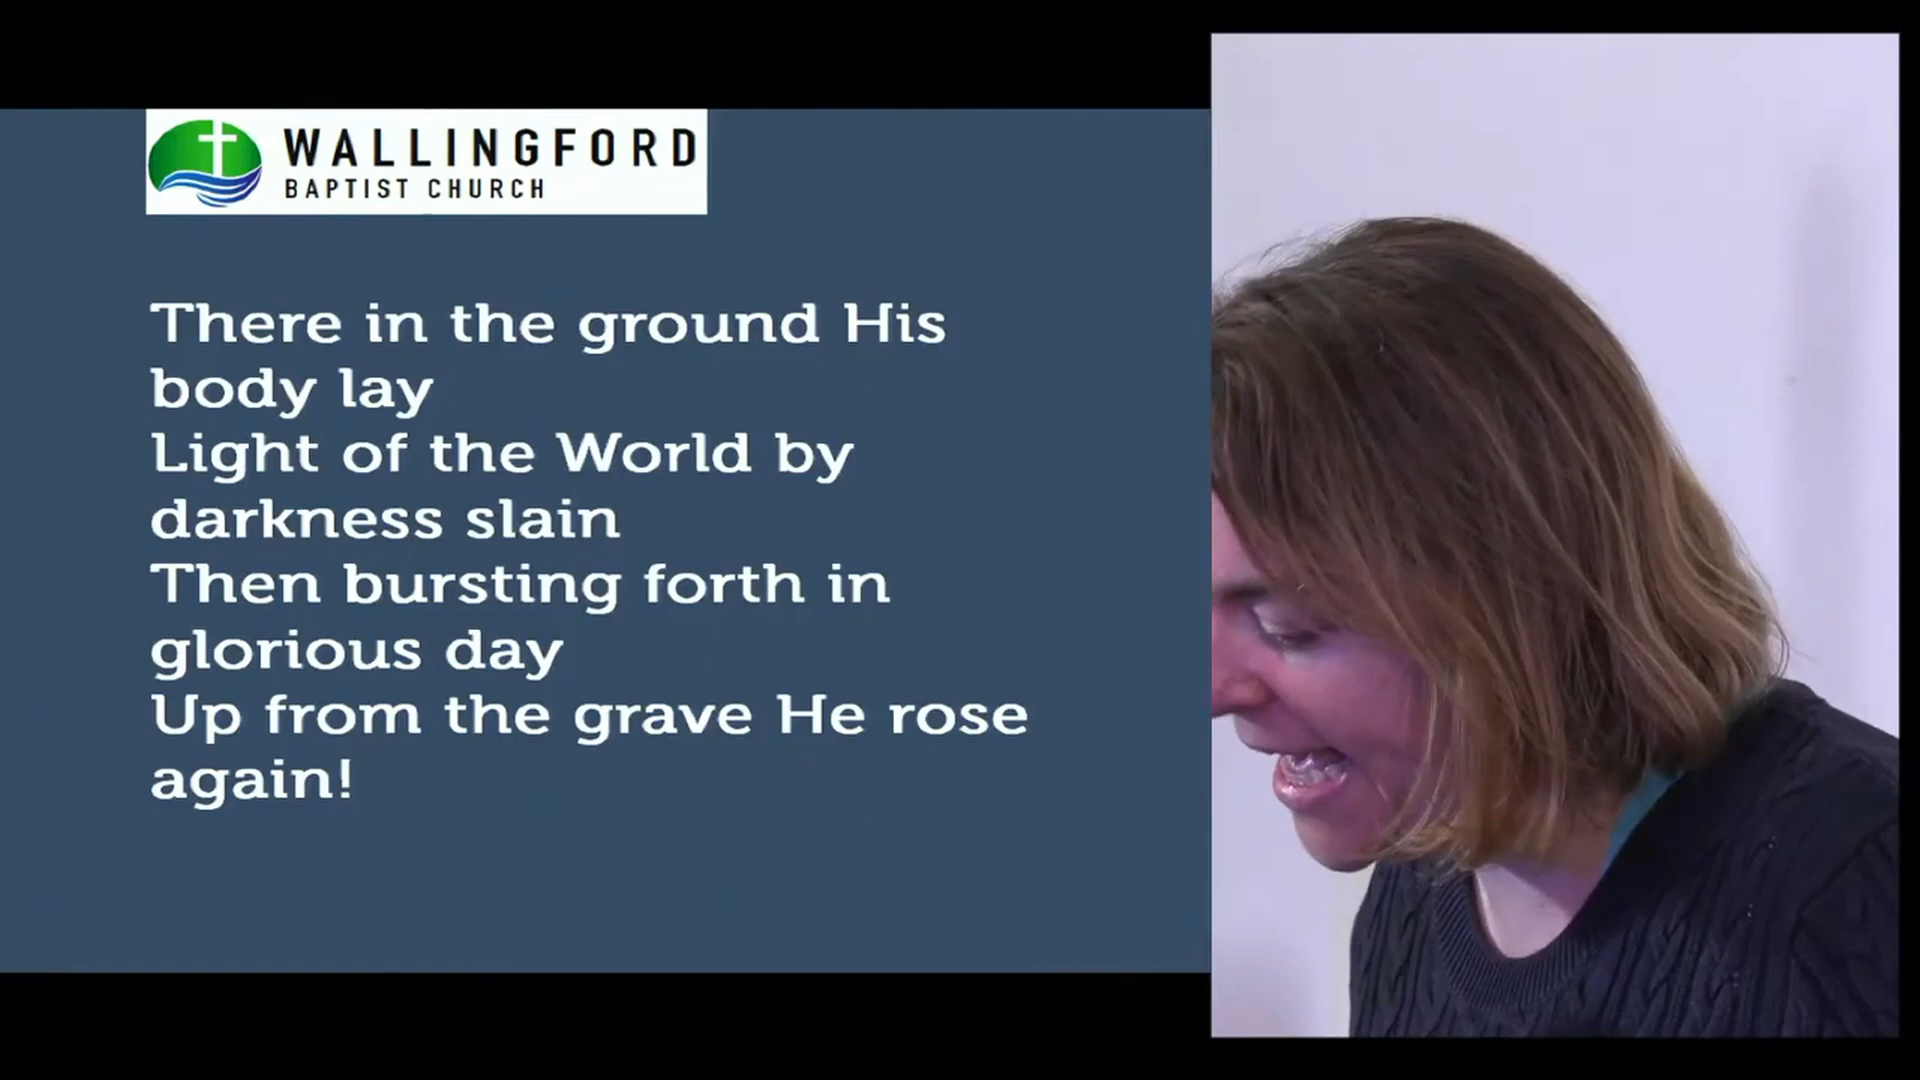 WALLINGFORD
BAPTIST CHURCH
There in the ground His
body lay
Light of the World by
darkness slain
Then bursting forth in
glorious day
Up from the grave He rose
again!